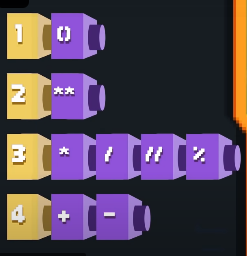 1 ()
2 **
3 * / // %
4 + -